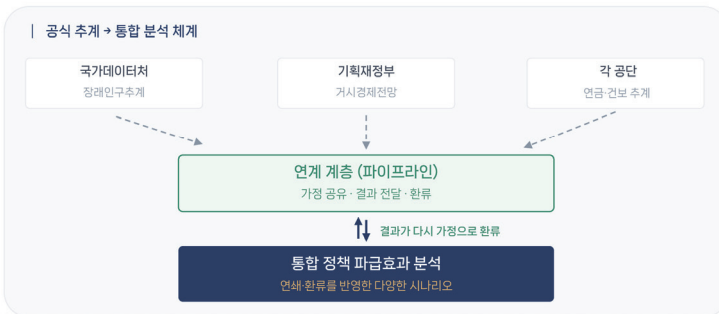 공식 추계 → 통합 분석 체계
국가데이터처
장래인구추계
기획재정부
거시경제전망
각 공단
연금·건보 추계
연계 계층 (파이프라인)
가정 공유 · 결과 전달 · 환류
결과가 다시 가정으로 환류
통합 정책 파급효과 분석
연쇄·환류를 반영한 다양한 시나리오